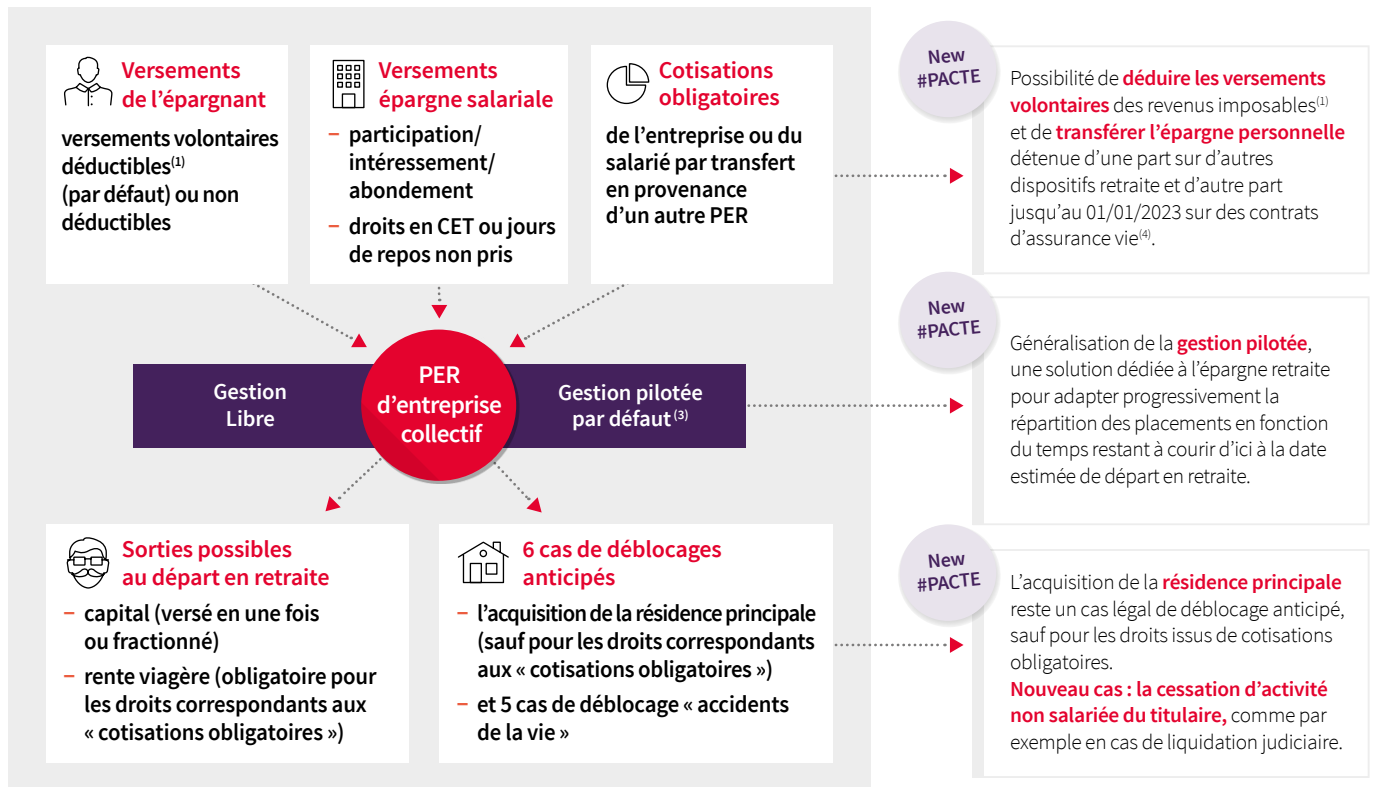 Versements
de l'épargnant
versements volontaires
déductibles(1)
(par défaut) ou non
déductibles
Versements
épargne salariale
– participation/
intéressement/
abondement
– droits en CET ou jours
de repos non pris
Cotisations
obligatoires
de l'entreprise ou du
salarié par transfert
en provenance
d'un autre PER
New
#PACTE
Possibilité de déduire les versements
volontaires des revenus imposables(1)
et de transférer l'épargne personnelle
détenue d'une part sur d'autres
dispositifs retraite et d'autre part
jusqu'au 01/01/2023 sur des contrats
d'assurance vie(4).
Gestion
Libre
PER
d'entreprise
collectif
Gestion pilotée
par défaut (3)
New
#PACTE
Généralisation de la gestion pilotée,
une solution dédiée à l'épargne retraite
pour adapter progressivement la
répartition des placements en fonction
du temps restant à courir d'ici à la date
estimée de départ en retraite.
Sorties possibles
au départ en retraite
– capital (versé en une fois
ou fractionné)
– rente viagère (obligatoire pour
les droits correspondants aux
« cotisations obligatoires »)
6 cas de déblocages
anticipés
– l'acquisition de la résidence principale
(sauf pour les droits correspondants
aux « cotisations obligatoires »)
– et 5 cas de déblocage « accidents
de la vie »
New
#PACTE
L'acquisition de la résidence principale
reste un cas légal de déblocage anticipé,
sauf pour les droits issus de cotisations
obligatoires.
Nouveau cas : la cessation d'activité
non salariée du titulaire, comme par
exemple en cas de liquidation judiciaire.